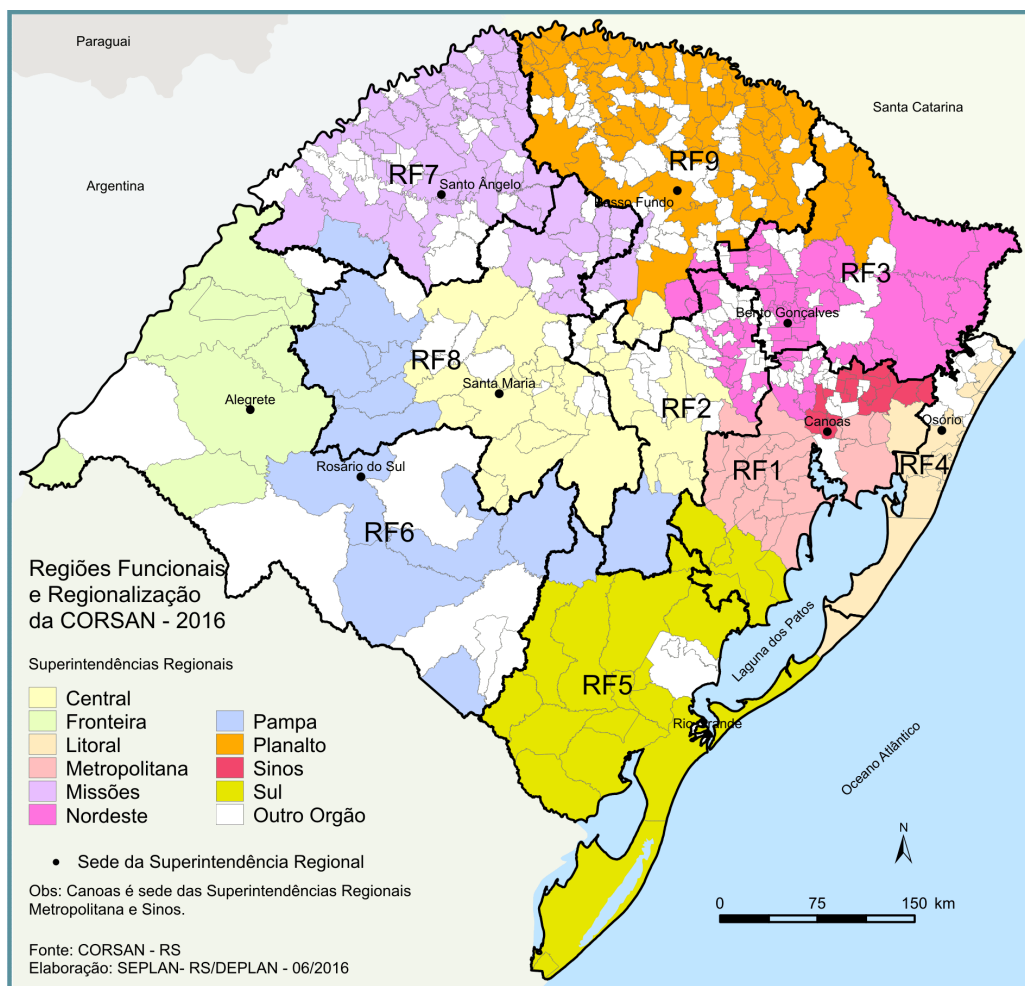 Paraguai
Santa Catarina
Argentina
RF7
Santo Ângelo
RF9
Passo Fundo
RF3
Bento Gonçalves
RF8
Santa Maria
Alegrete
RF2
Canoas
Osório
RF4
RF1
Rosário do Sul
RF6
RF5
Rio Grande
Laguna dos Patos
Oceano Atlântico
Regiões Funcionais
e Regionalização
da CORSAN - 2016
Superintendências Regionais
Central
Fronteira
Litoral
Metropolitana
Missões
Nordeste
Pampa
Planalto
Sinos
Sul
Outro Orgão
Sede da Superintendência Regional
Obs: Canoas é sede das Superintendências Regionais
Metropolitana e Sinos.
Fonte: CORSAN - RS
Elaboração: SEPLAN- RS/DEPLAN - 06/2016
N
0 75 150 km